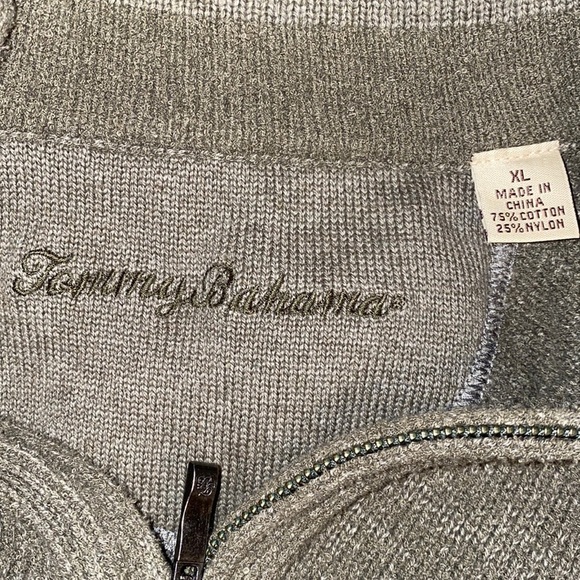 XL
MADE IN
CHINA
75% COTTON
25% NYLON
Tommy Bahama®